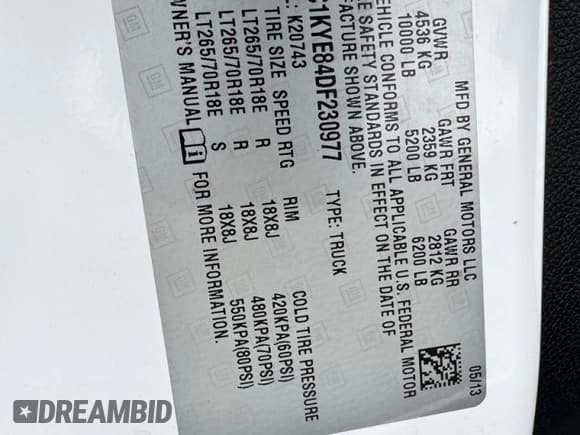 MFD BY GENERAL MOTORS LLC
05/13
GVWR GAWR FRT GAWR RR
4536 KG 2359 KG 2812 KG
10000 LB 5200 LB 6200 LB
VEHICLE CONFORMS TO ALL APPLICABLE U.S. FEDERAL MOTOR
SAFETY STANDARDS IN EFFECT ON THE DATE OF
SHOWN ABOVE.
1KYE84DF230977 TYPE: TRUCK
: K20743
TIRE SIZE SPEED RTG RIM COLD TIRE PRESSURE
LT265/70R18E R 18X8J 420KPA(60PSI)
LT265/70R18E R 18X8J 480KPA(70PSI)
LT265/70R18E S 18X8J 550KPA(80PSI)
MANUAL FOR MORE INFORMATION.
GM
DREAMBID